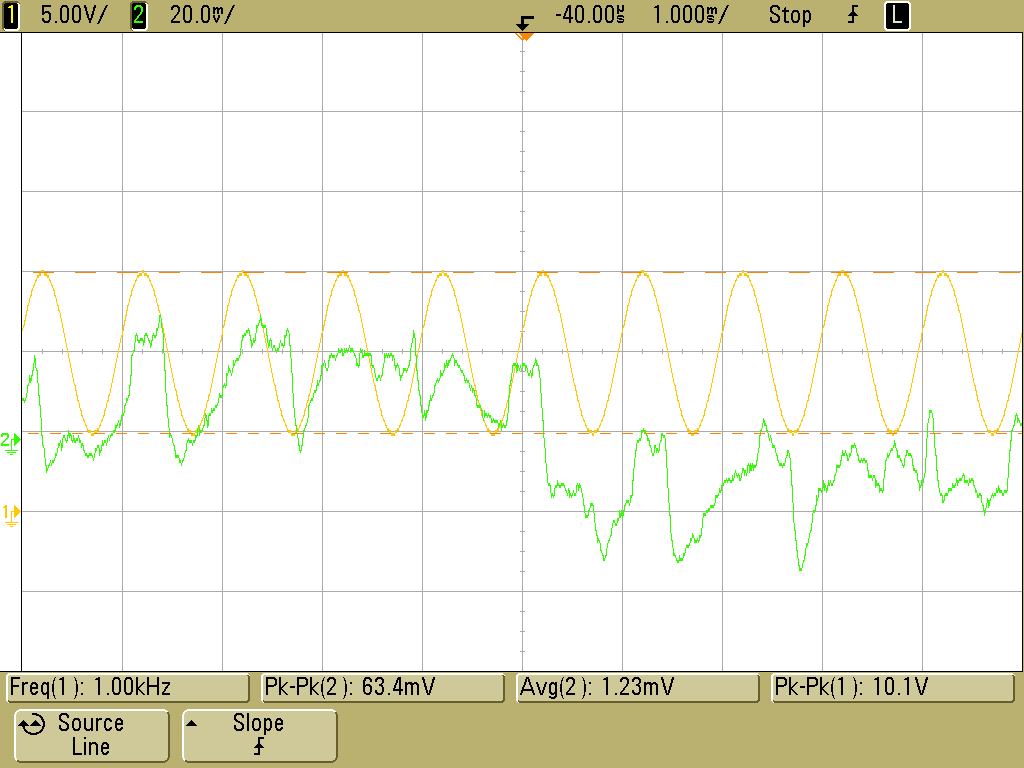 1 5.00V/ 2 20.0mV/ -40.00µs 1.000ms/ Stop L
2
1
Freq(1): 1.00kHz Pk-Pk(2): 63.4mV Avg(2): 1.23mV Pk-Pk(1): 10.1V
Source Slope
Line